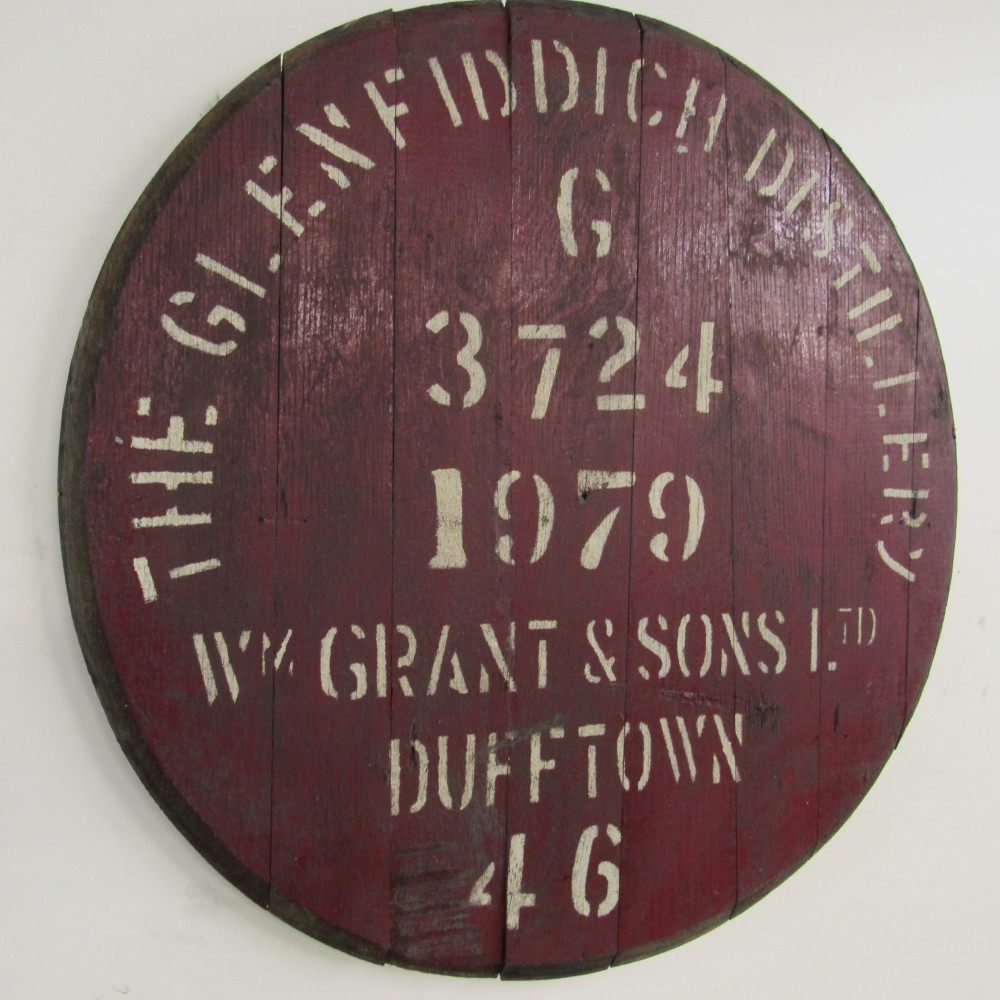 THE GLENFIDDICH DISTILLERY
G
3724
1979
WM GRANT & SONS LTD
DUFFTOWN
46